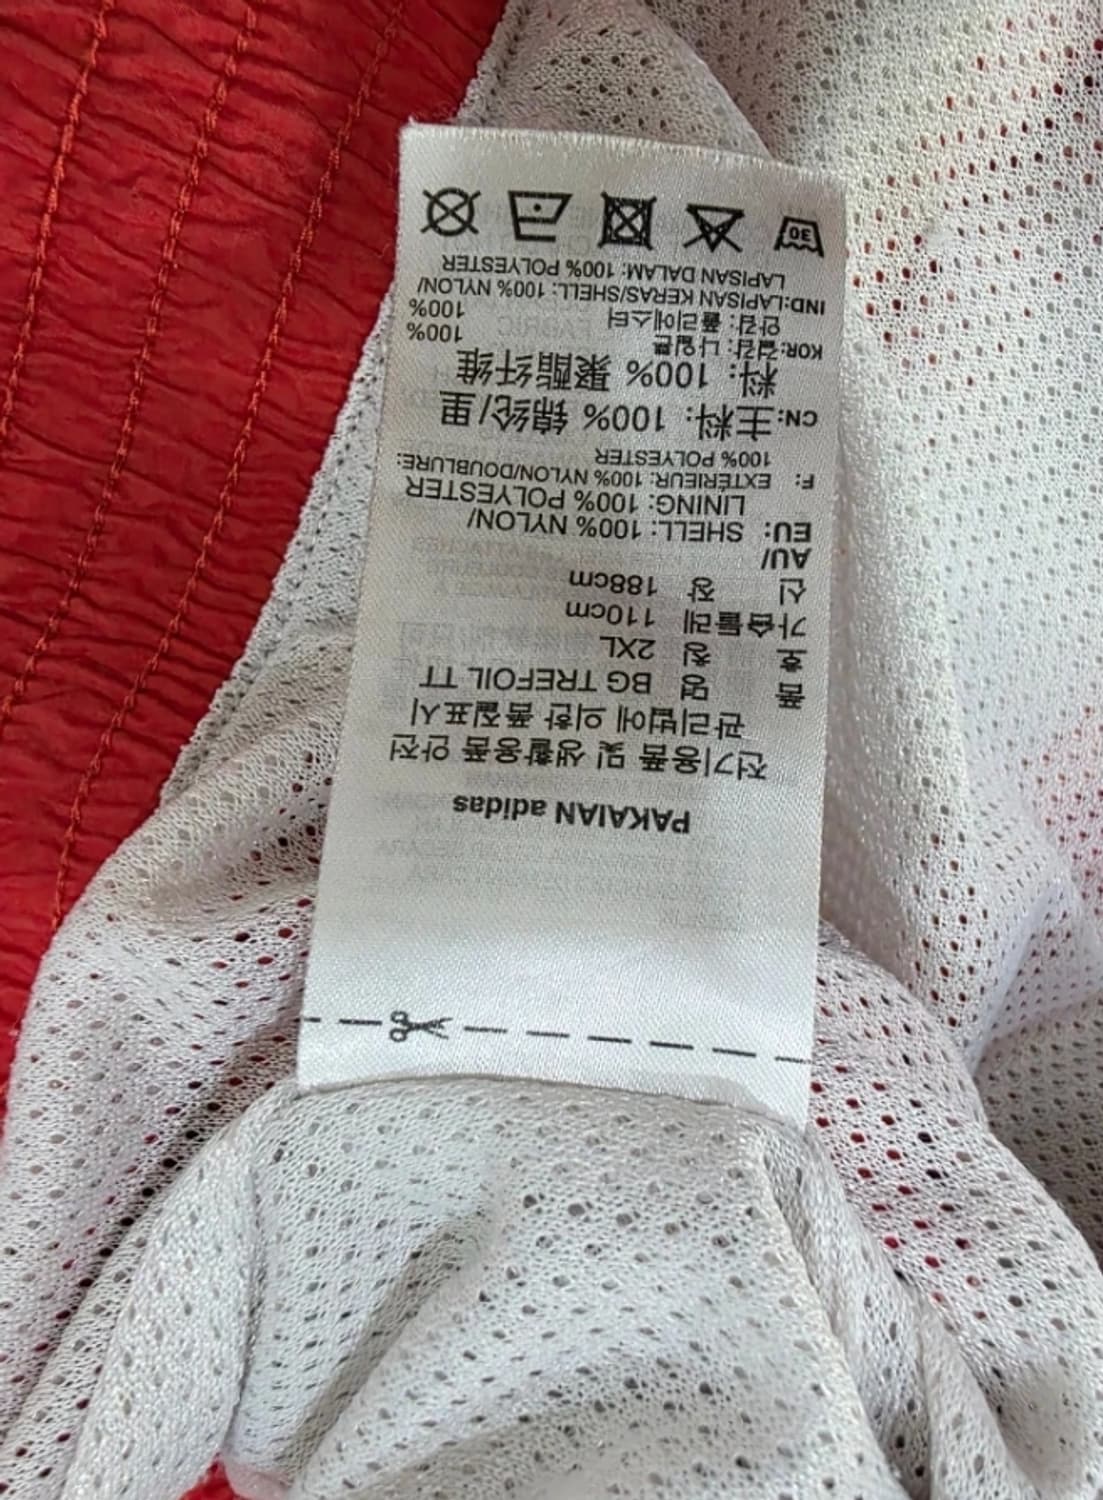 PAKAIAN adidas
전기용품 및 생활용품 안전
관리법에 의한 품질표시
품 명 BG TREFOIL TT
호 칭 2XL
가슴둘레 110cm
신 장 188cm
AU/
EU: SHELL: 100% NYLON/
LINING: 100% POLYESTER
F: EXTÉRIEUR: 100% NYLON/DOUBLURE:
100% POLYESTER
CN:主料: 100% 锦纶/里
料: 100% 聚酯纤维
KOR:겉감: 나일론 100%
안감: 폴리에스터 100%
IND:LAPISAN KERAS/SHELL: 100% NYLON/
LAPISAN DALAM: 100% POLYESTER
30